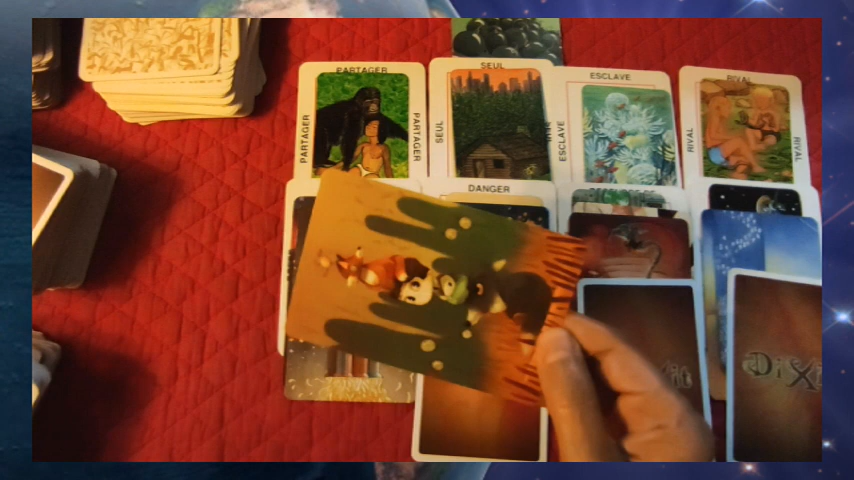 PARTAGER
PARTAGER
PARTAGER
SEUL
SEUL
ESCLAVE
ESCLAVE
RIVAL
RIVAL
RIVAL
DANGER